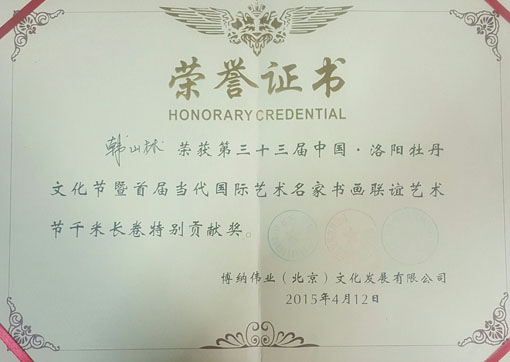 荣誉证书
HONORARY CREDENTIAL
韩山林 荣获第三十三届中国·洛阳牡丹
文化节暨首届当代国际艺术名家书画联谊艺术
节千米长卷特别贡献奖。
博纳伟业（北京）文化发展有限公司
2015年4月12日